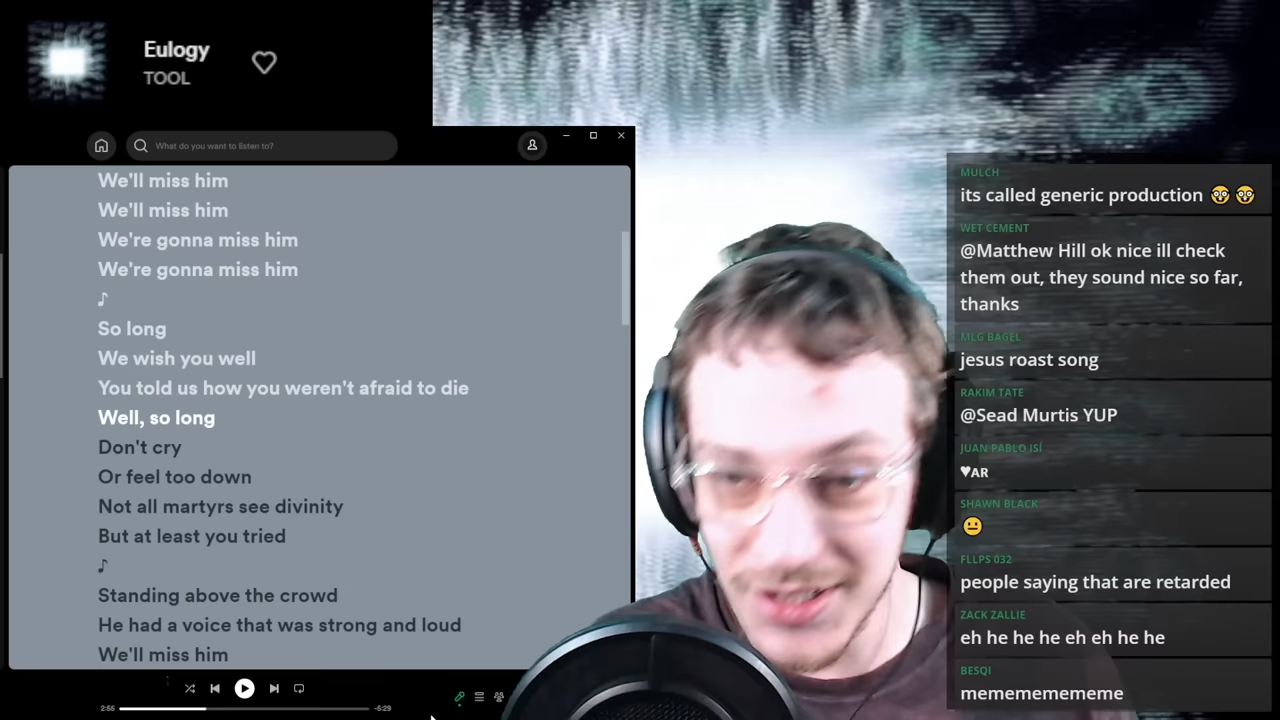 Eulogy
TOOL
What do you want to listen to?
We'll miss him
We'll miss him
We're gonna miss him
We're gonna miss him
♪
So long
We wish you well
You told us how you weren't afraid to die
Well, so long
Don't cry
Or feel too down
Not all martyrs see divinity
But at least you tried
♪
Standing above the crowd
He had a voice that was strong and loud
We'll miss him
2:55
-5:29
MULCH
its called generic production 🤓 🤓
WET CEMENT
@Matthew Hill ok nice ill check
them out, they sound nice so far,
thanks
MLG BAGEL
jesus roast song
RAKIM TATE
@Sead Murtis YUP
JUAN PABLO ISÍ
♥AR
SHAWN BLACK
😐
FLLPS 032
people saying that are retarded
ZACK ZALLIE
eh he he he eh eh he he
BESQI
memememememe